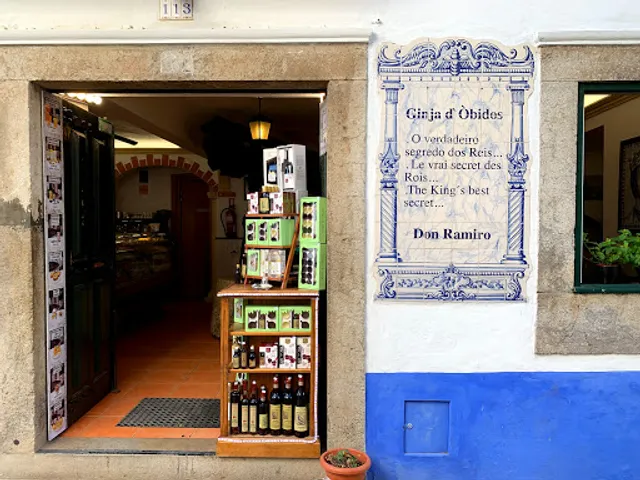 113
Ginja d' Òbidos
. O verdadeiro
segredo dos Reis...
. Le vrai secret des
Rois...
.The King´s best
secret...
Don Ramiro